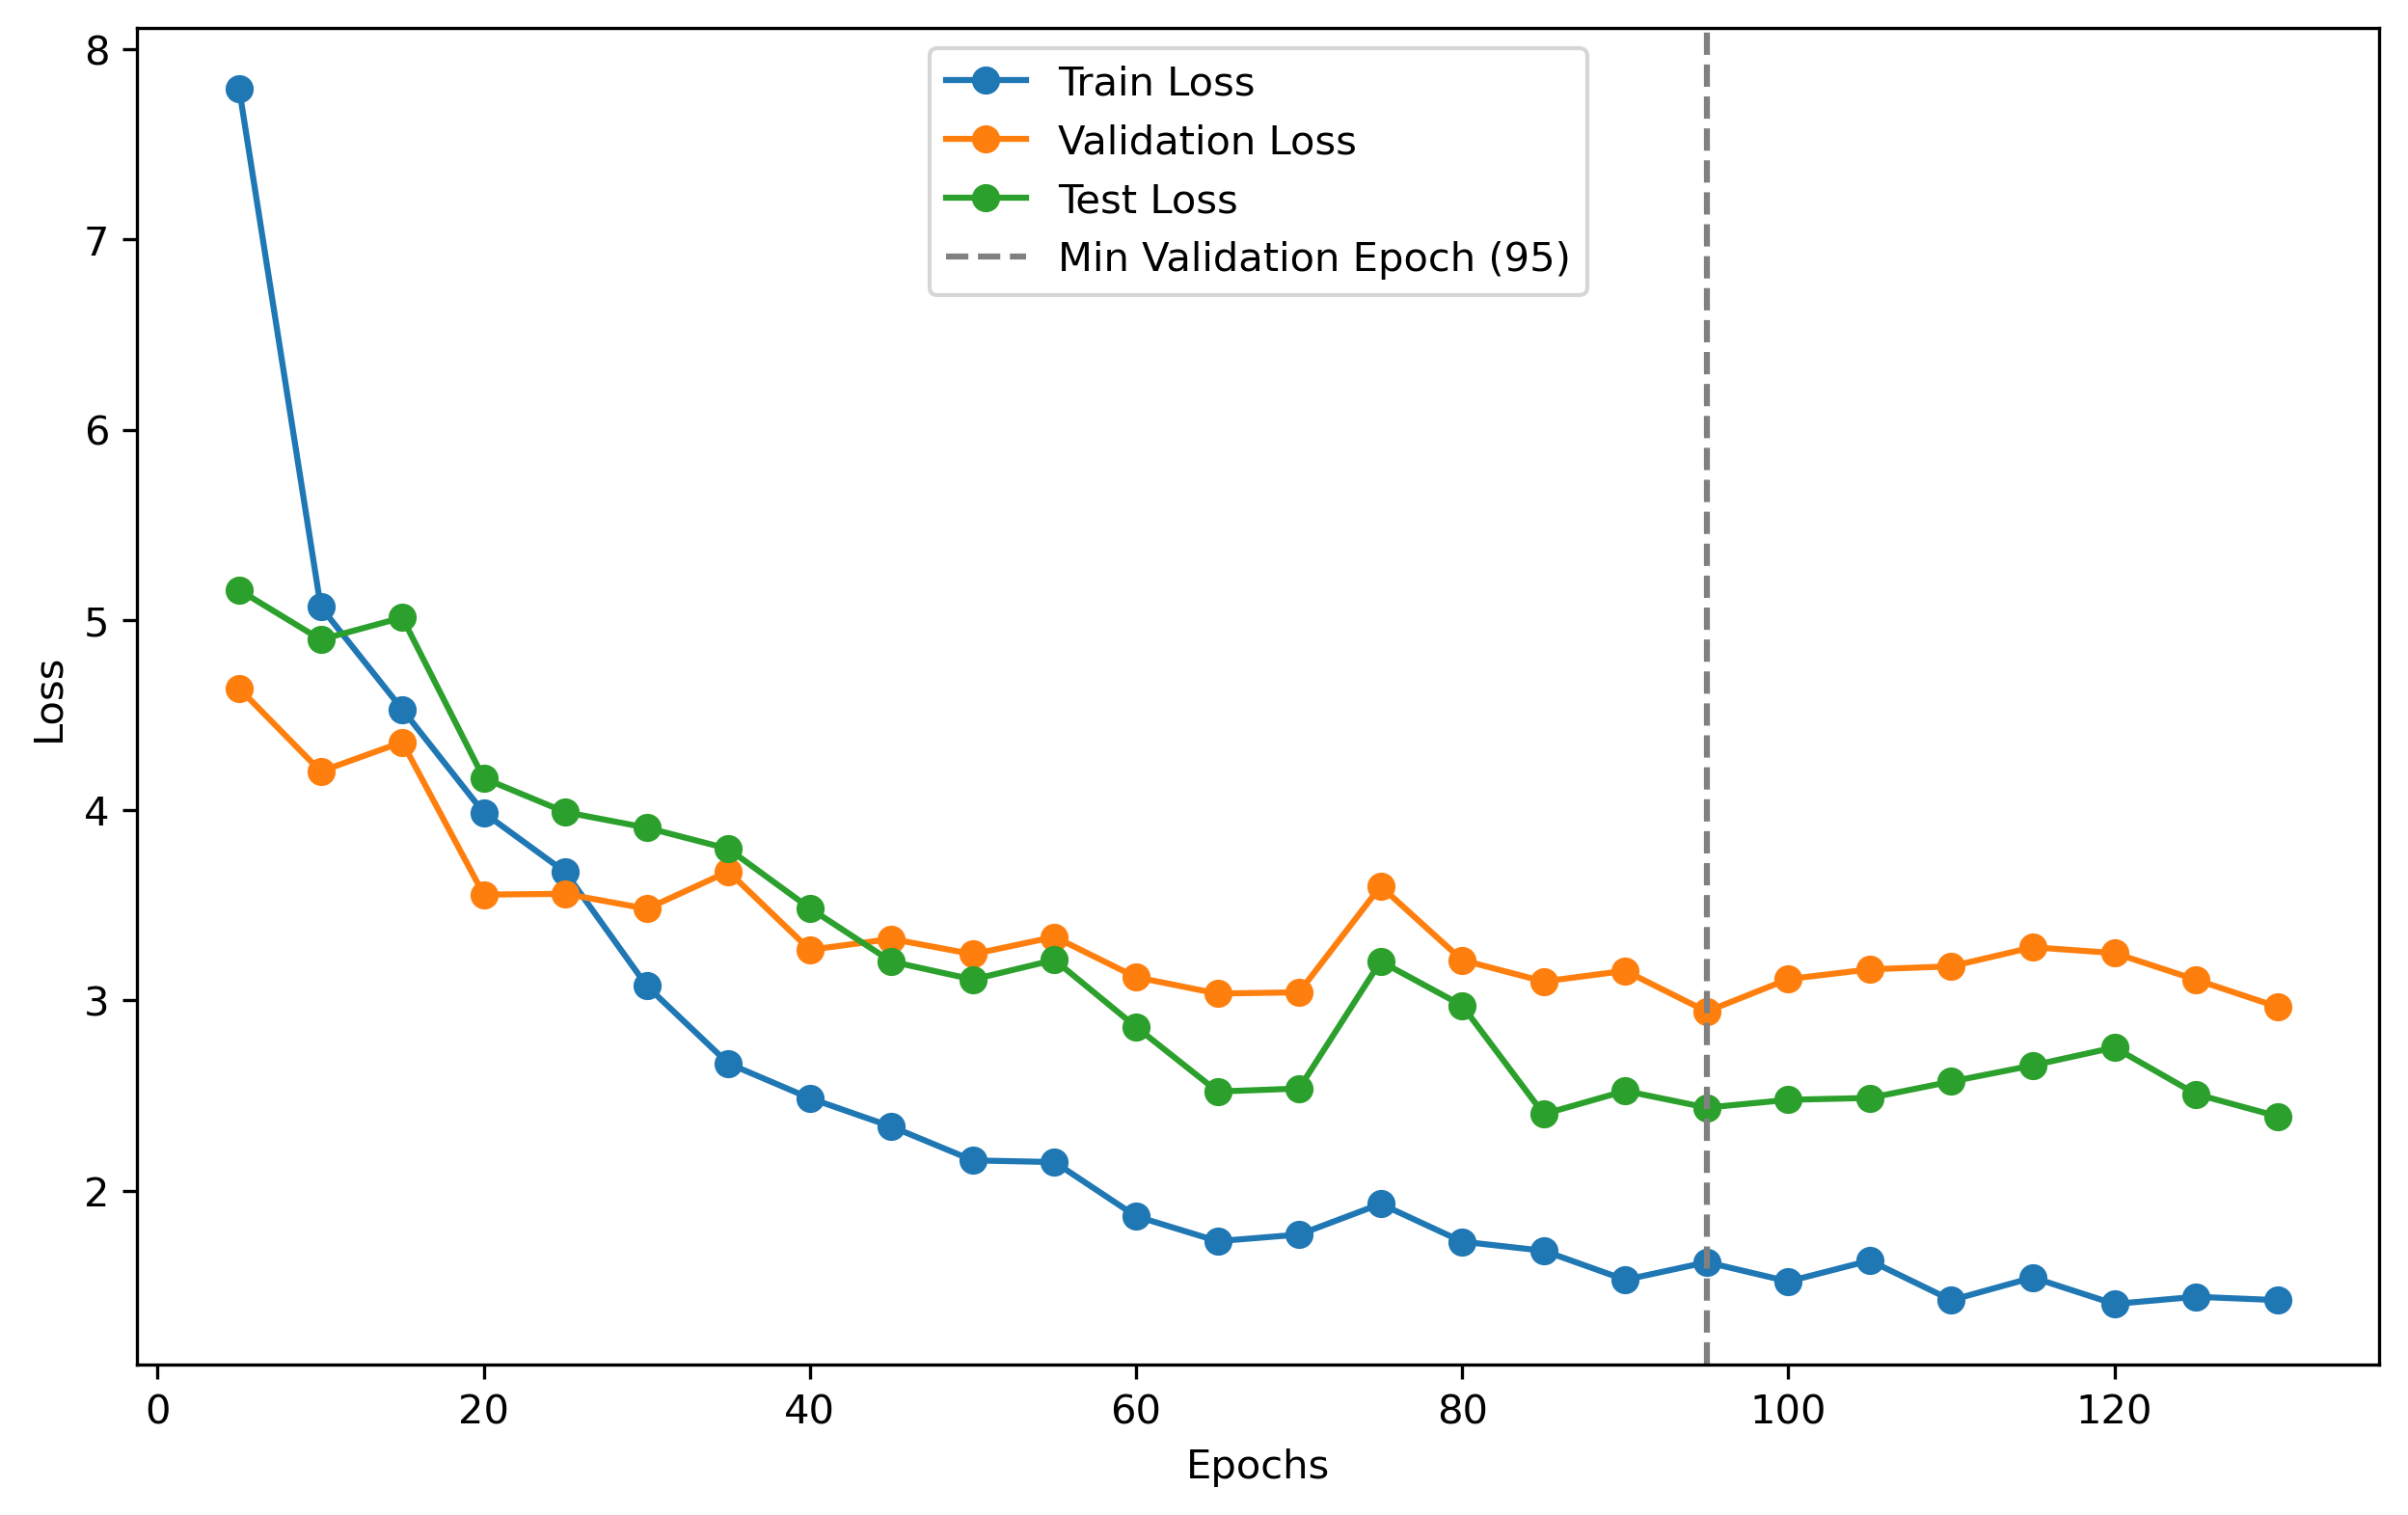 8
7
6
5
4
3
2
Loss
Train Loss
Validation Loss
Test Loss
Min Validation Epoch (95)
0 20 40 60 80 100 120
Epochs